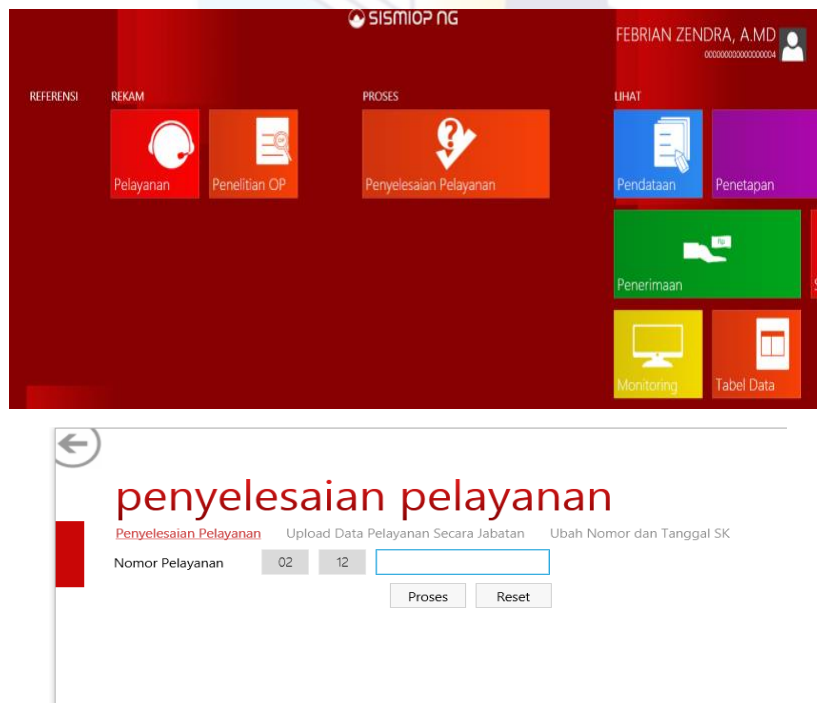 SISMIOP NG
FEBRIAN ZENDRA, A.MD
000000000000000004
REFERENSI REKAM PROSES LIHAT
Pelayanan Penelitian OP Penyelesaian Pelayanan Pendataan Penetapan
Rp
Penerimaan S
Monitoring Tabel Data
penyelesaian pelayanan
Penyelesaian Pelayanan Upload Data Pelayanan Secara Jabatan Ubah Nomor dan Tanggal SK
Nomor Pelayanan 02 12
Proses Reset